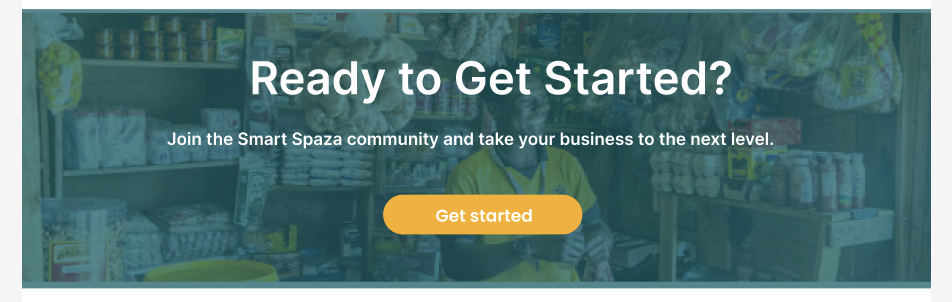 Ready to Get Started?
Join the Smart Spaza community and take your business to the next level.
Get started